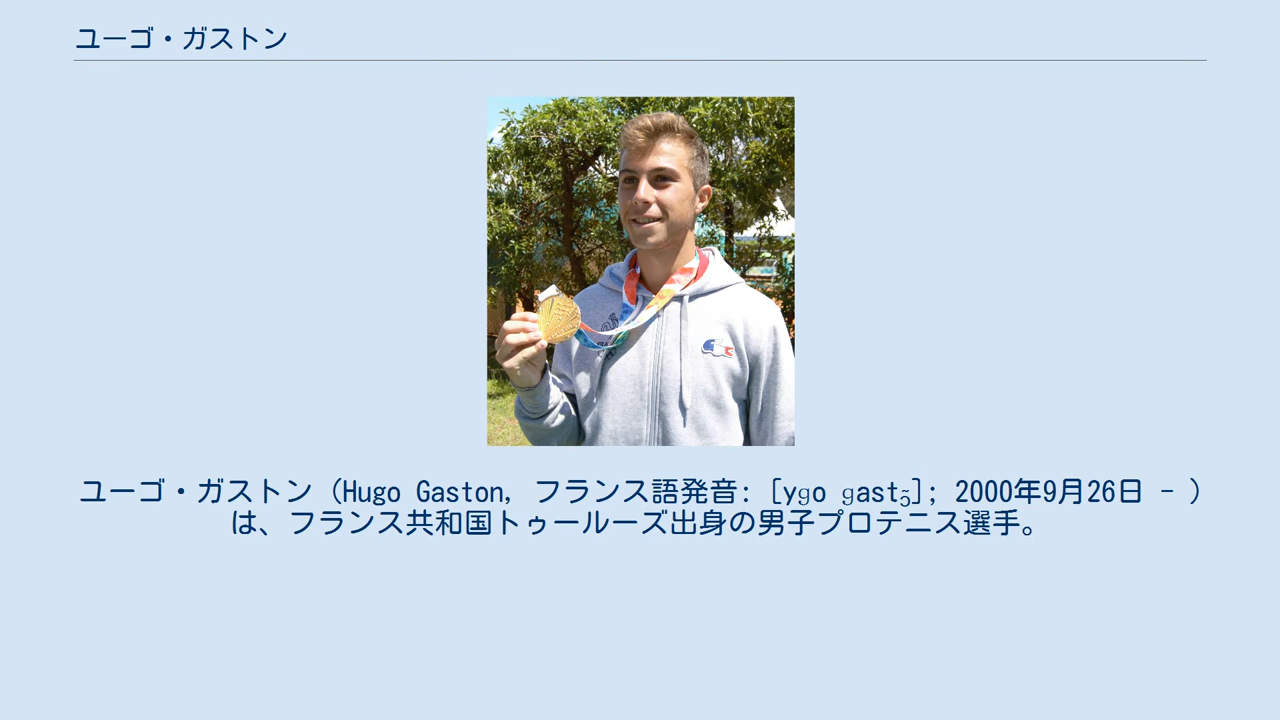 ユーゴ・ガストン
ユーゴ・ガストン（Hugo Gaston, フランス語発音: [yɡo ɡastɔ̃]; 2000年9月26日 - ）
は、フランス共和国トゥールーズ出身の男子プロテニス選手。